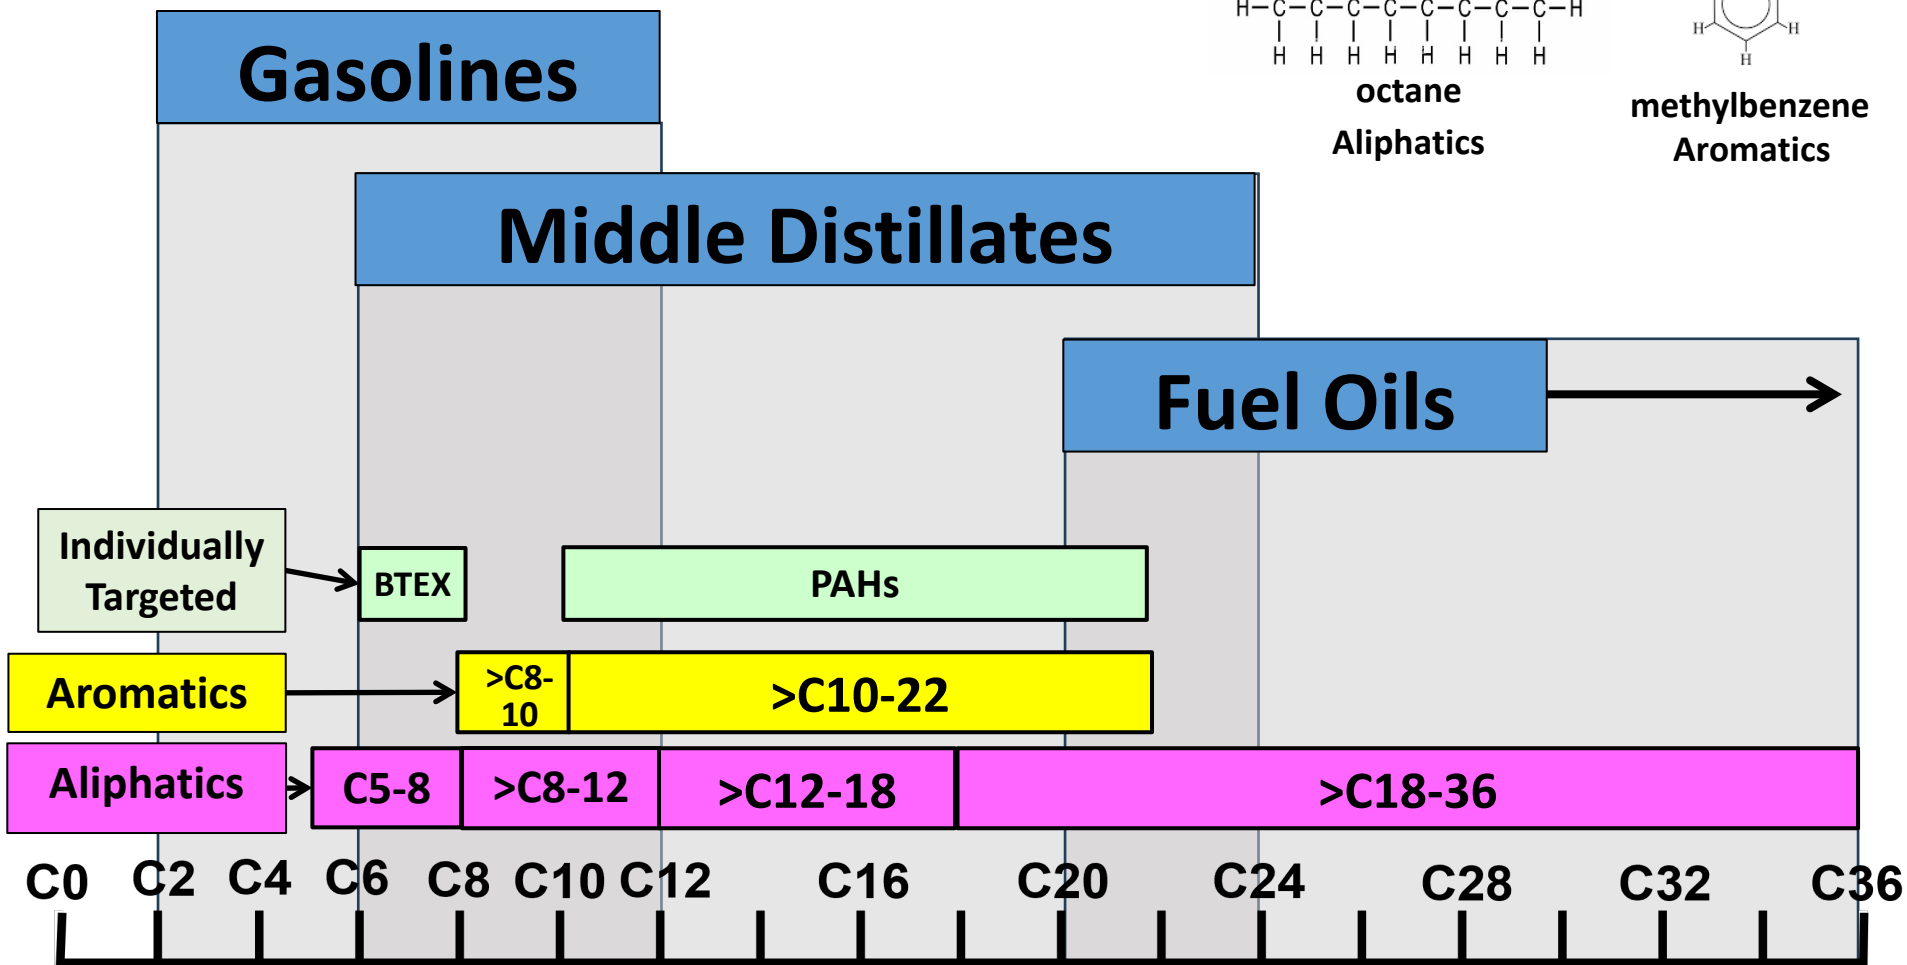 H-C-C-C-C-C-C-C-C-H
H H H H H H H H
H H
H
octane
Aliphatics
methylbenzene
Aromatics
Gasolines
Middle Distillates
Fuel Oils
Individually
Targeted
BTEX
PAHs
Aromatics
>C8-
10
>C10-22
Aliphatics
C5-8
>C8-12
>C12-18
>C18-36
C0 C2 C4 C6 C8 C10 C12 C16 C20 C24 C28 C32 C36